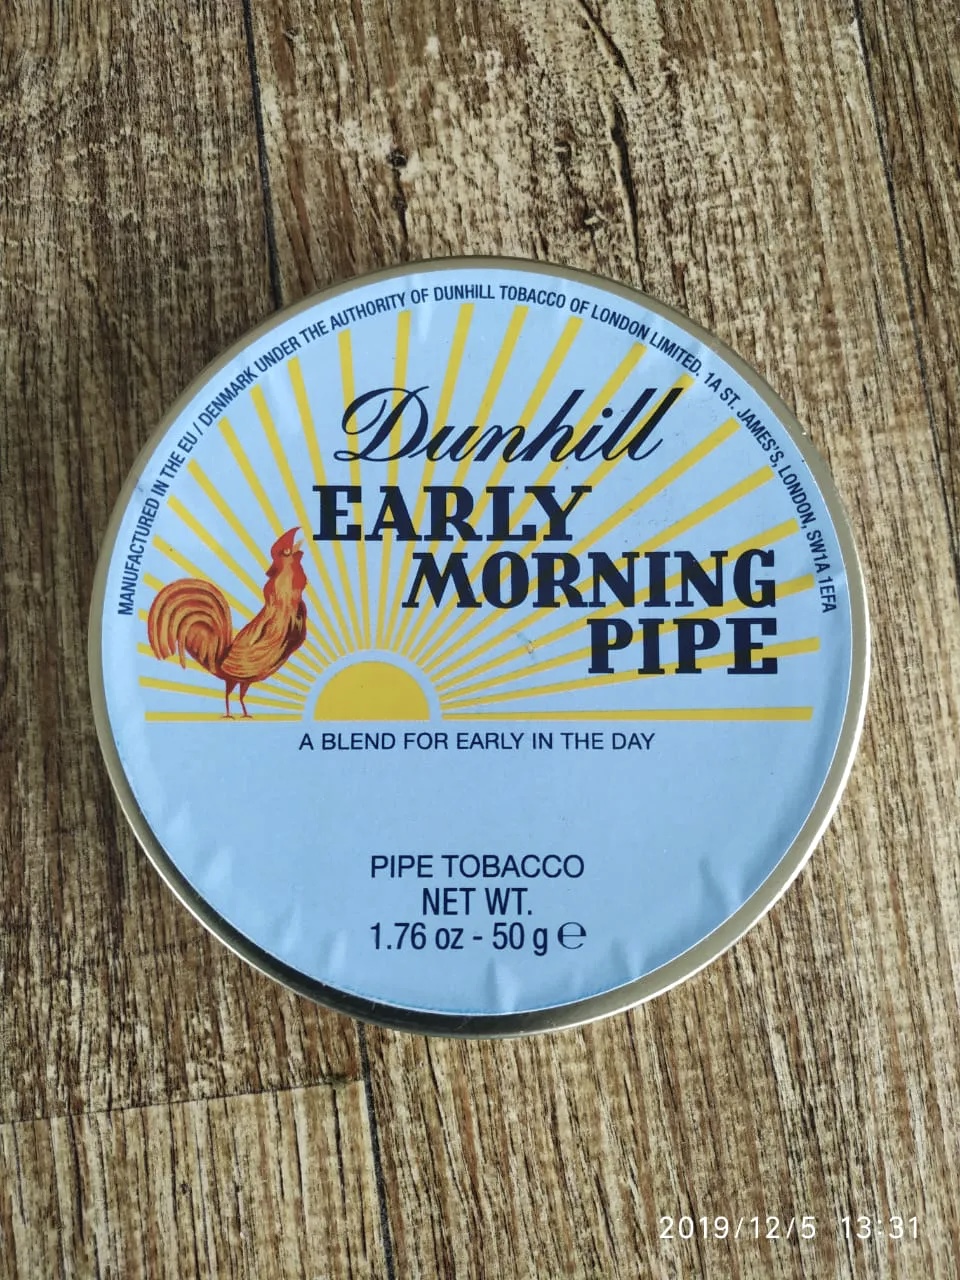 MANUFACTURED IN THE EU / DENMARK UNDER THE AUTHORITY OF DUNHILL TOBACCO OF LONDON LIMITED, 1A ST. JAMES'S, LONDON, SW1A 1EFA
Dunhill
EARLY
MORNING
PIPE
A BLEND FOR EARLY IN THE DAY
PIPE TOBACCO
NET WT.
1.76 oz - 50 g ℮
2019/12/5 13:31